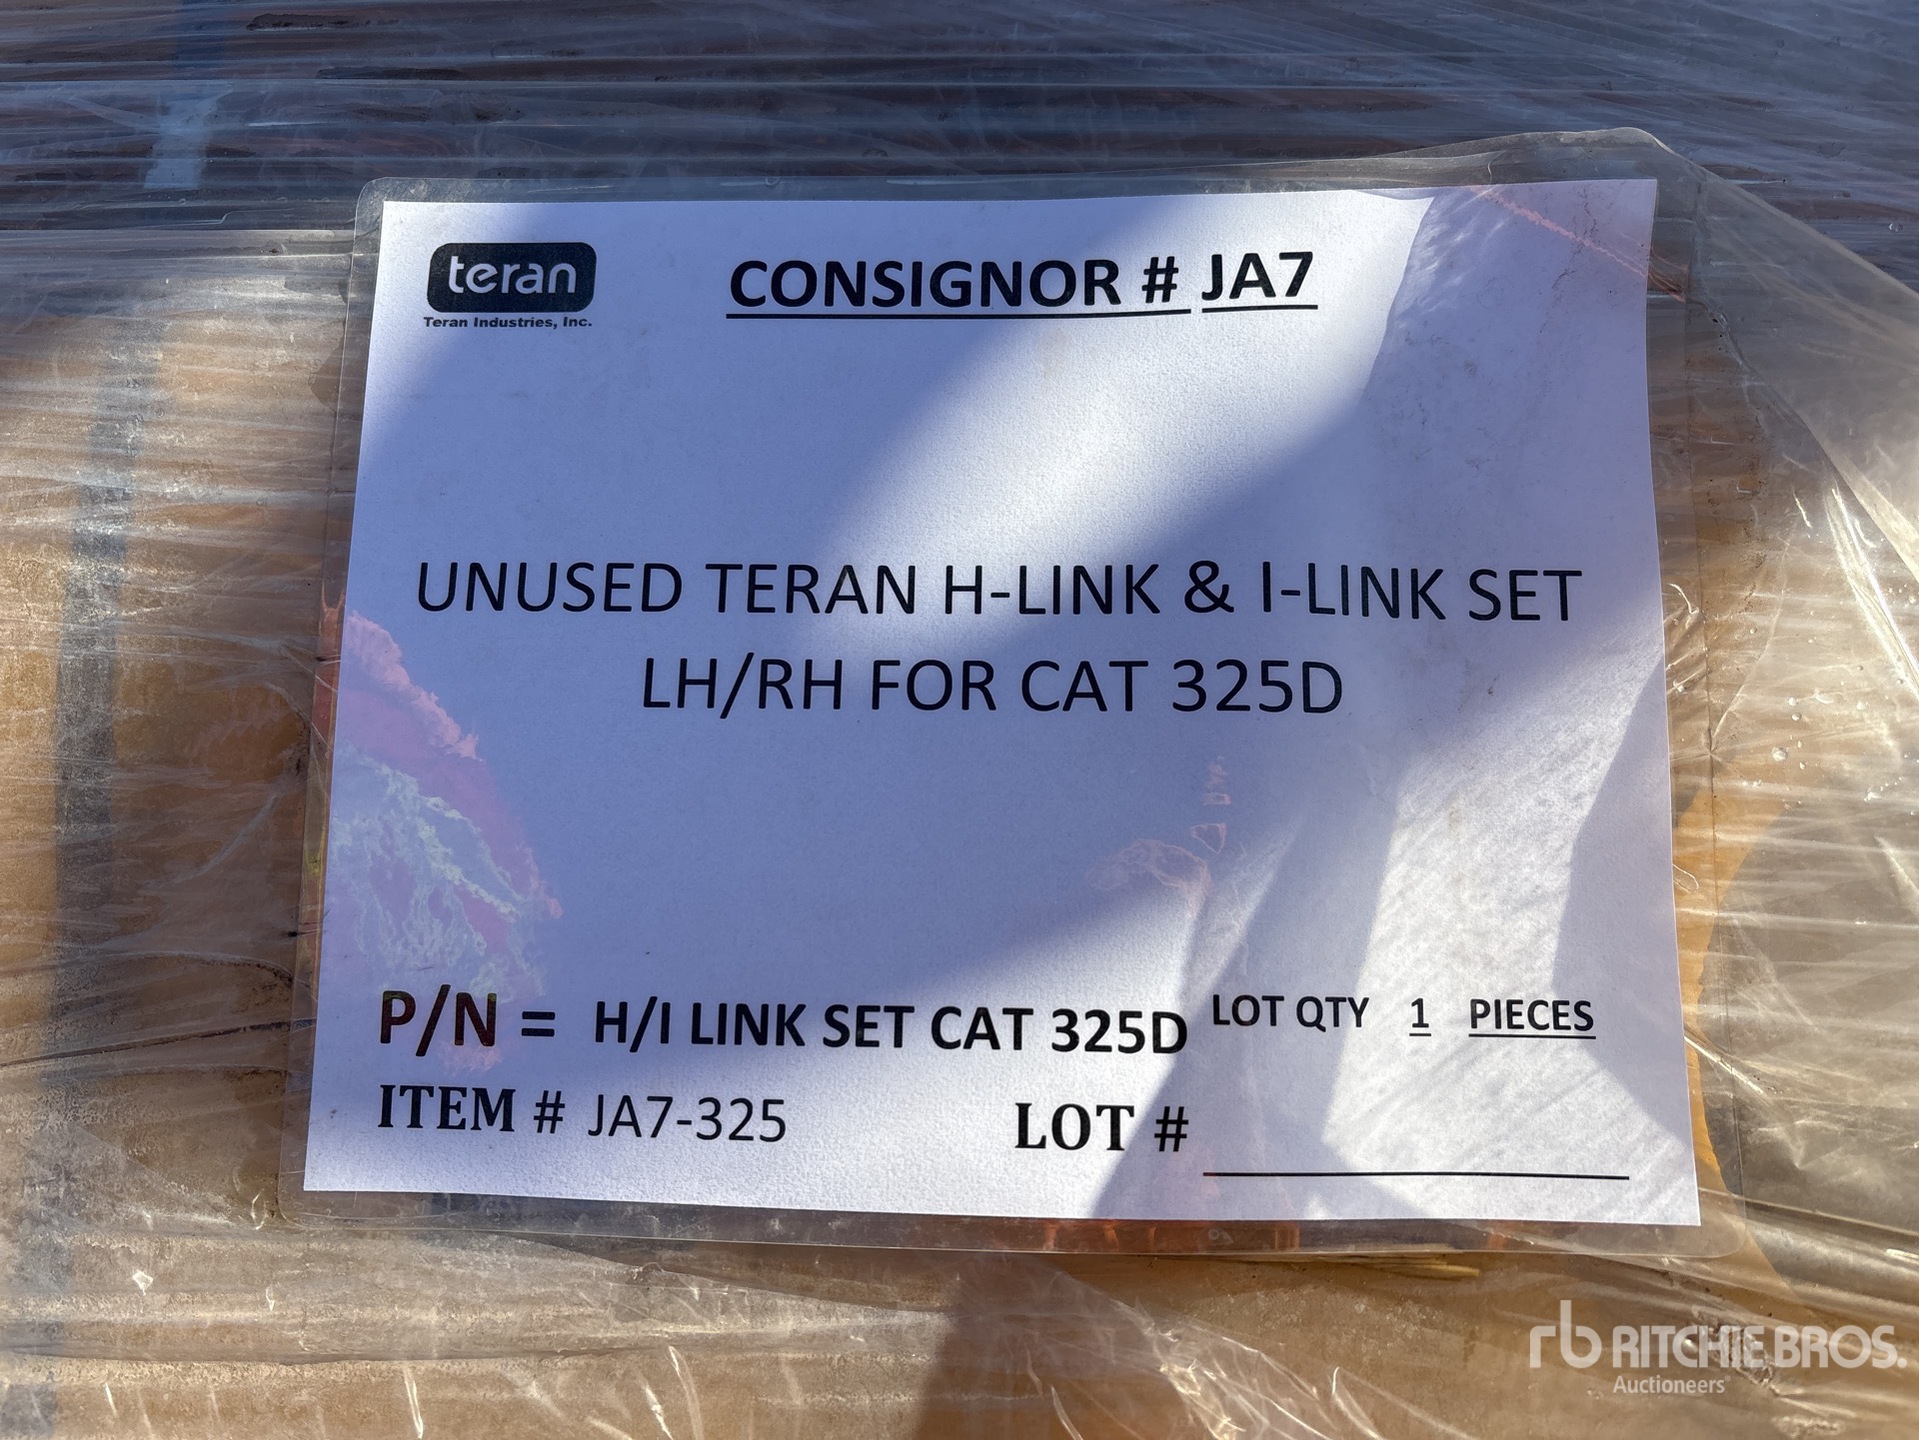 teran
Teran Industries, Inc.
CONSIGNOR # JA7
UNUSED TERAN H-LINK & I-LINK SET
LH/RH FOR CAT 325D
P/N = H/I LINK SET CAT 325D LOT QTY 1 PIECES
ITEM # JA7-325 LOT #
rb RITCHIE BROS.
Auctioneers